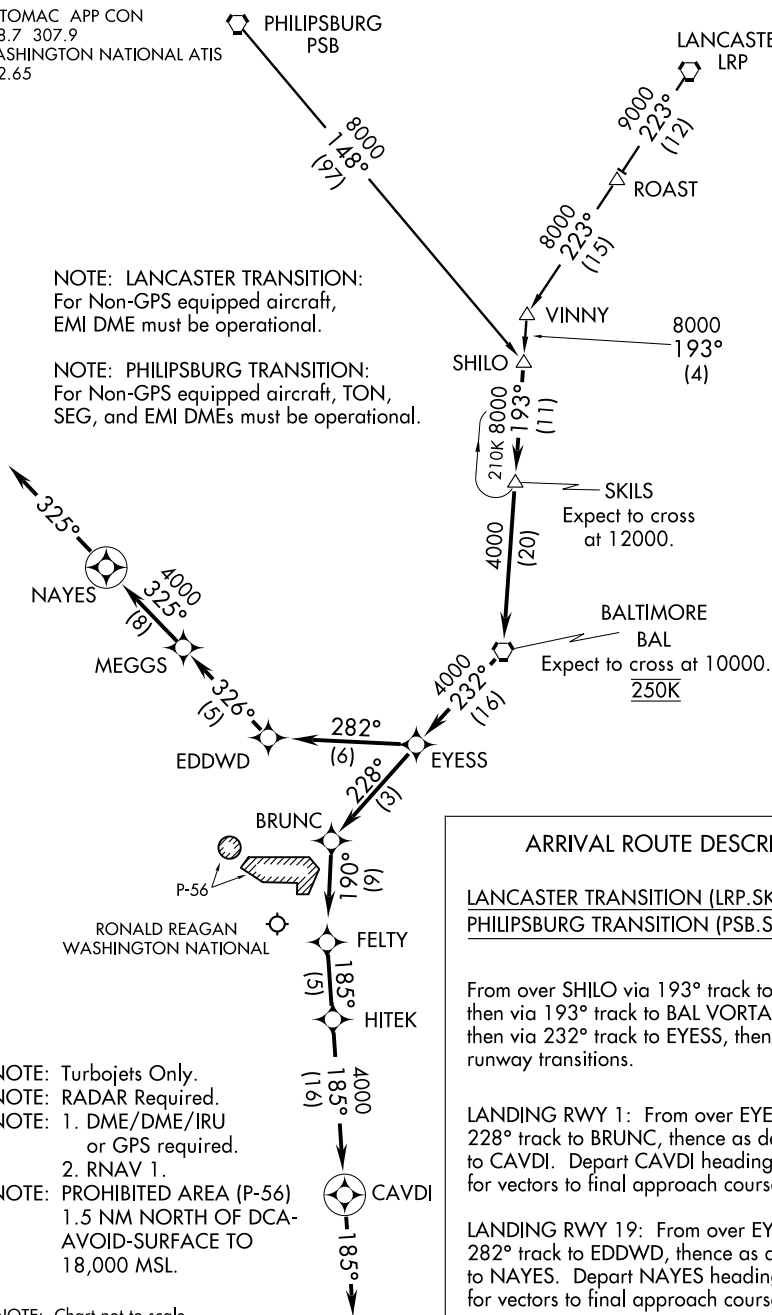 TOMAC APP CON
8.7 307.9
ASHINGTON NATIONAL ATIS
2.65
PHILIPSBURG
PSB
LANCASTE
LRP
8000
148°
(97)
9000
223°
(12)
ROAST
8000
223°
(15)
NOTE: LANCASTER TRANSITION:
For Non-GPS equipped aircraft,
EMI DME must be operational.
VINNY
8000
193°
(4)
SHILO
NOTE: PHILIPSBURG TRANSITION:
For Non-GPS equipped aircraft, TON,
SEG, and EMI DMEs must be operational.
210K
8000
193°
(11)
SKILS
Expect to cross
at 12000.
4000
(20)
325°
NAYES
4000
325°
(8)
MEGGS
BALTIMORE
BAL
Expect to cross at 10000.
250K
4000
232°
(16)
326°
(5)
EDDWD
282°
(6)
EYESS
228°
(3)
BRUNC
P-56
190°
(6)
RONALD REAGAN
WASHINGTON NATIONAL
FELTY
185°
(5)
HITEK
4000
185°
(16)
CAVDI
185°
NOTE: Turbojets Only.
NOTE: RADAR Required.
NOTE: 1. DME/DME/IRU
or GPS required.
2. RNAV 1.
NOTE: PROHIBITED AREA (P-56)
1.5 NM NORTH OF DCA-
AVOID-SURFACE TO
18,000 MSL.
NOTE: Chart not to scale
ARRIVAL ROUTE DESCRI
LANCASTER TRANSITION (LRP.SK
PHILIPSBURG TRANSITION (PSB.S
From over SHILO via 193° track to
then via 193° track to BAL VORTA
then via 232° track to EYESS, then
runway transitions.
LANDING RWY 1: From over EYE
228° track to BRUNC, thence as de
to CAVDI. Depart CAVDI heading
for vectors to final approach course
LANDING RWY 19: From over EY
282° track to EDDWD, thence as d
to NAYES. Depart NAYES heading
for vectors to final approach course